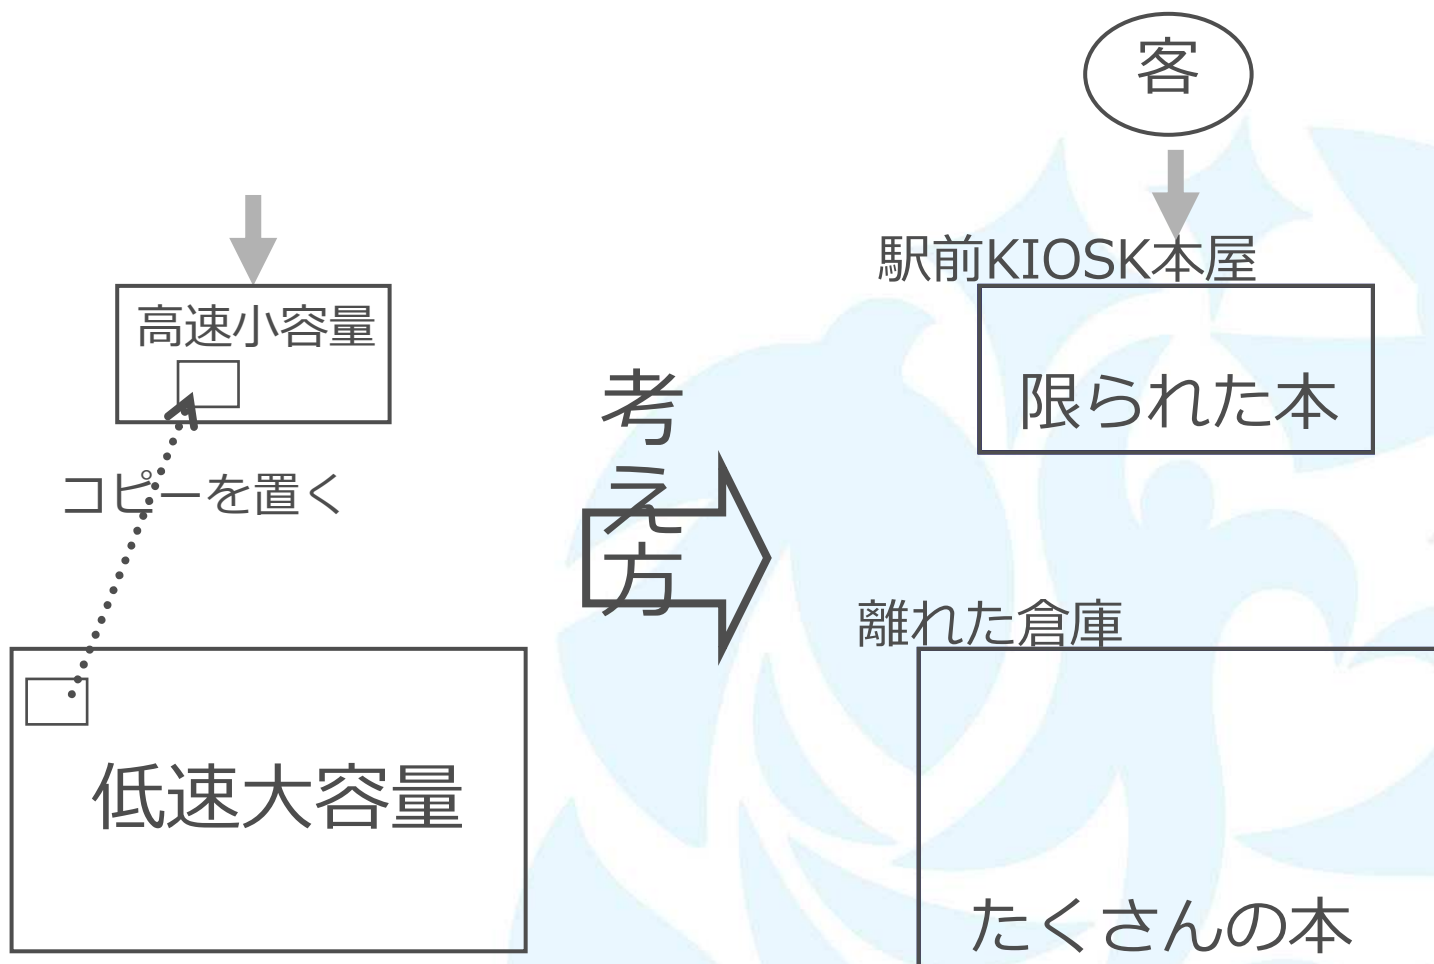 高速小容量
コピーを置く
低速大容量
考え方
客
駅前KIOSK本屋
限られた本
離れた倉庫
たくさんの本